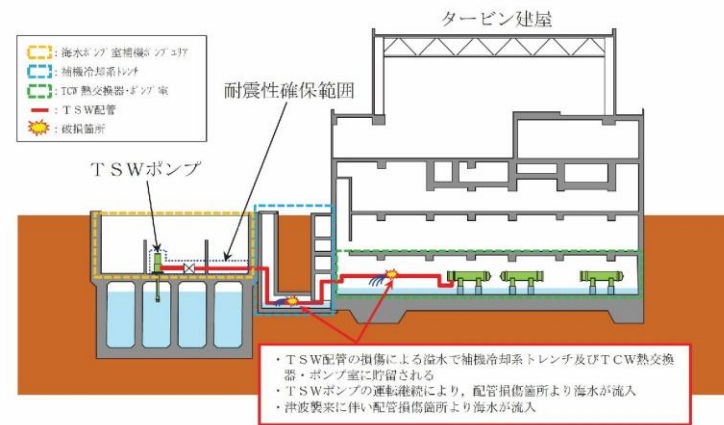 タービン建屋
：海水ポンプ室補機ポンプエリア
：補機冷却系トレンチ
：TCW熱交換器・ポンプ室
：ＴＳＷ配管
：破損箇所
耐震性確保範囲
ＴＳＷポンプ
・ＴＳＷ配管の損傷による溢水で補機冷却系トレンチ及びＴＣＷ熱交換
器・ポンプ室に貯留される
・ＴＳＷポンプの運転継続により，配管損傷箇所より海水が流入
・津波襲来に伴い配管損傷箇所より海水が流入